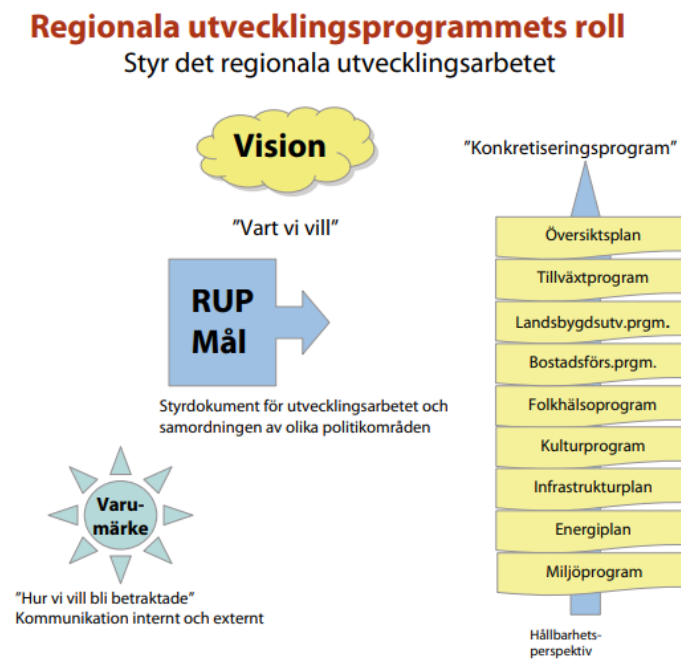 Regionala utvecklingsprogrammets roll
Styr det regionala utvecklingsarbetet
Vision
"Vart vi vill"
RUP
Mål
Styrdokument för utvecklingsarbetet och
samordningen av olika politikområden
Varu-
märke
"Hur vi vill bli betraktade"
Kommunikation internt och externt
"Konkretiseringsprogram"
Översiktsplan
Tillväxtprogram
Landsbygdsutv.prgm.
Bostadsförs.prgm.
Folkhälsoprogram
Kulturprogram
Infrastrukturplan
Energiplan
Miljöprogram
Hållbarhets-
perspektiv